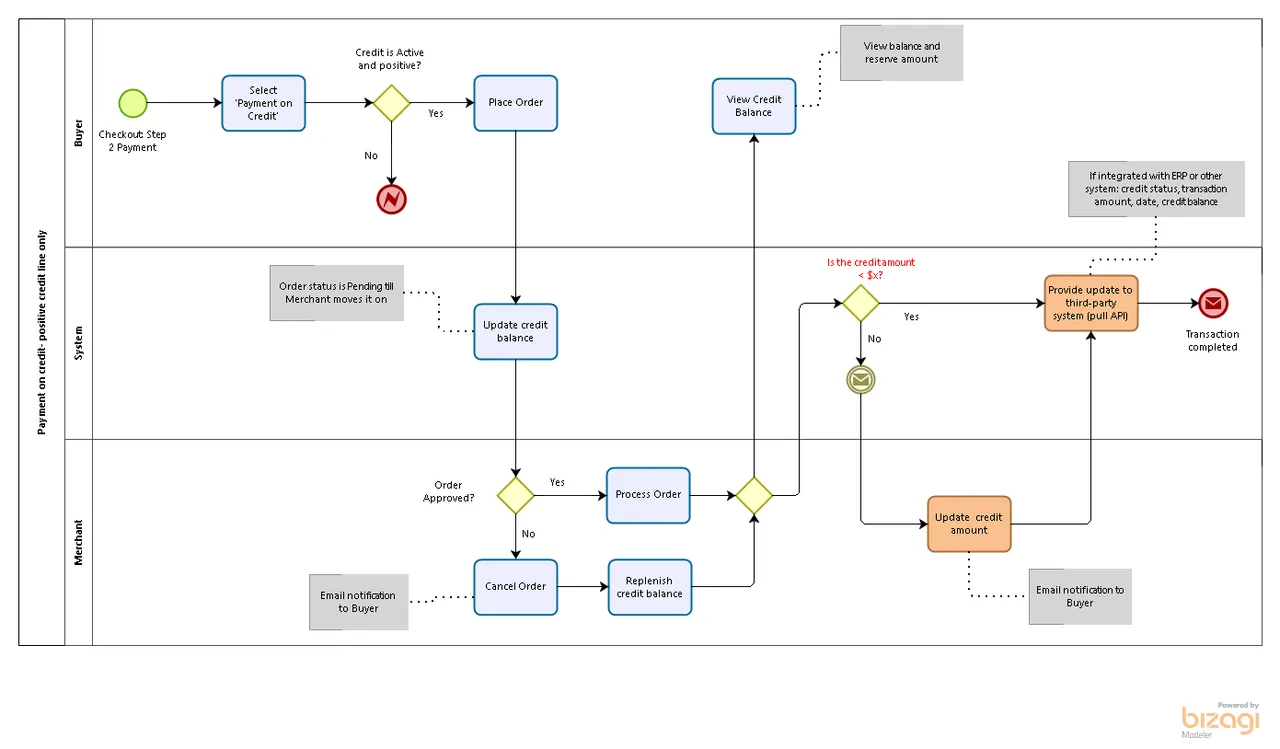 Payment on credit- positive credit line only
Buyer
Checkout: Step
2 Payment
Select
'Payment on
Credit'
Credit is Active
and positive?
Yes
No
Place Order
View Credit
Balance
View balance and
reserve amount
If integrated with ERP or other
system: credit status, transaction
amount, date, credit balance
System
Order status is Pending till
Merchant moves it on
Update credit
balance
Is the credit amount
< $x?
Yes
No
Provide update to
third-party
system (pull API)
Transaction
completed
Merchant
Order
Approved?
Yes
No
Process Order
Cancel Order
Replenish
credit balance
Email notification
to Buyer
Update credit
amount
Email notification to
Buyer
Powered by
bizagi
Modeler